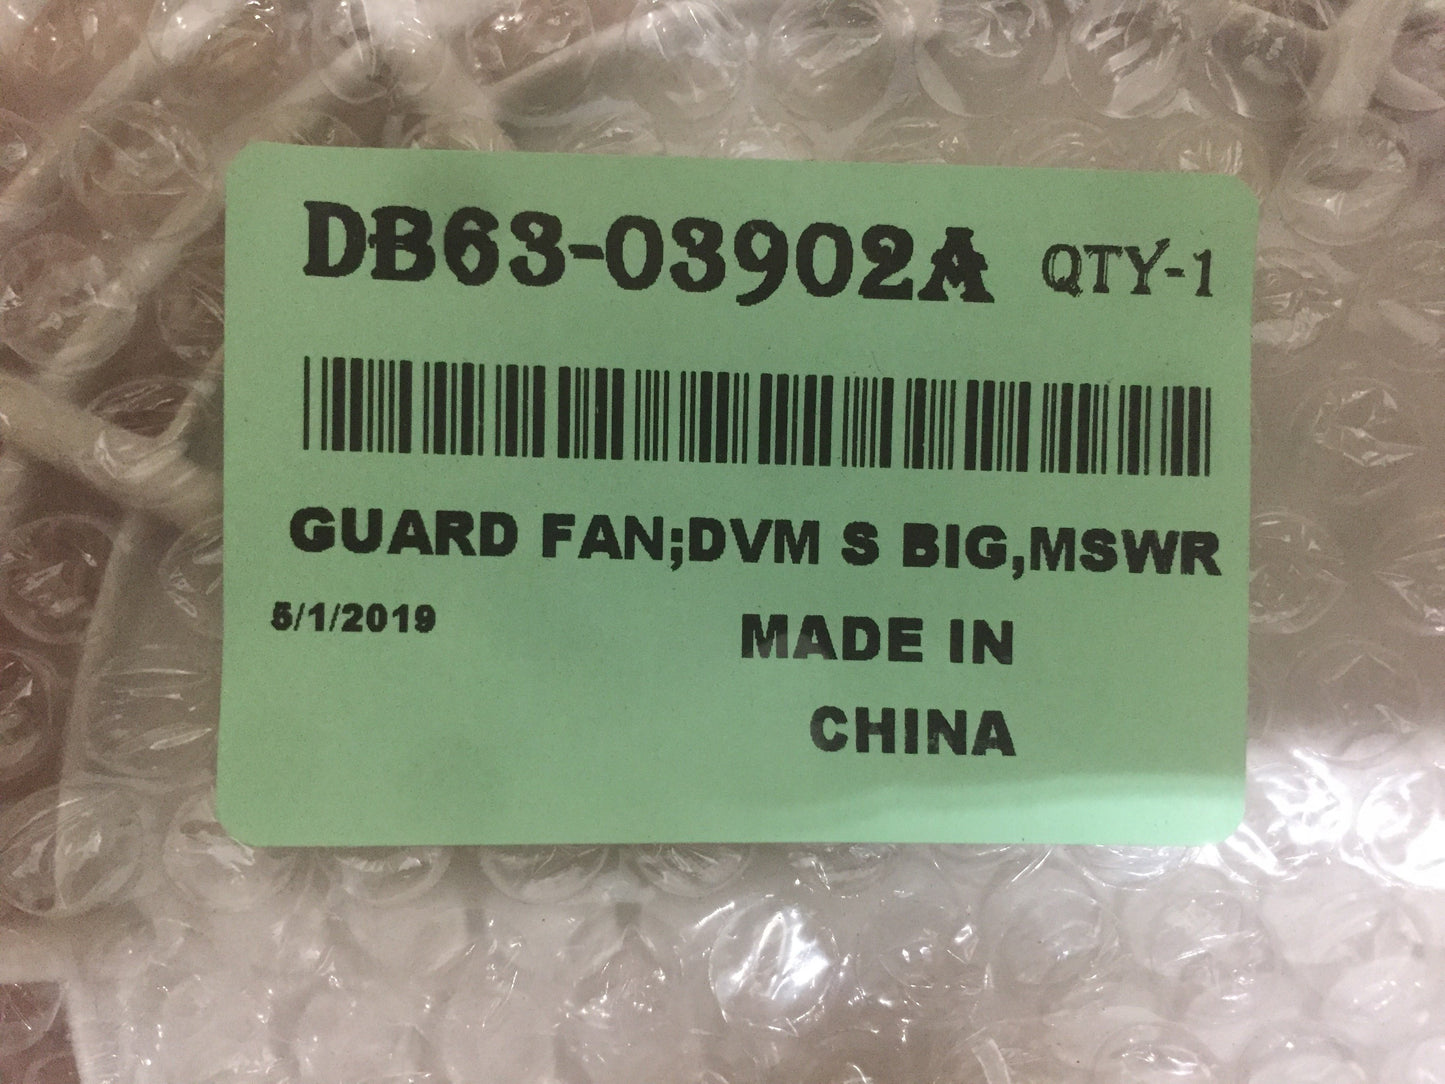 DB63-03902A QTY-1
GUARD FAN;DVM S BIG,MSWR
5/1/2019
MADE IN
CHINA